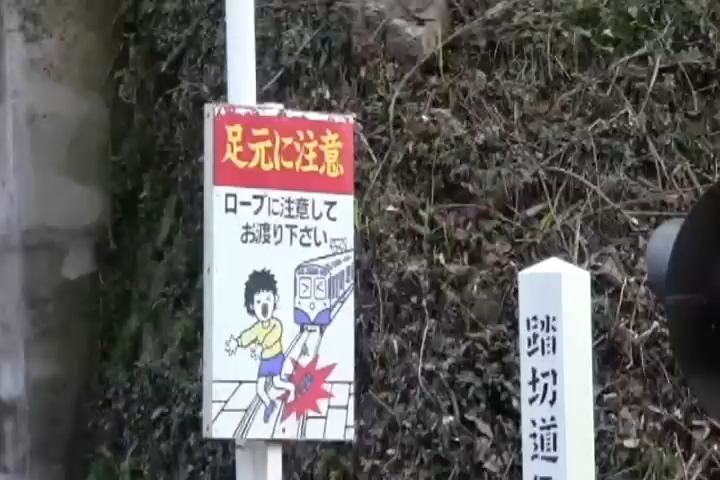 足元に注意
ロープに注意して
お渡り下さい
踏切道